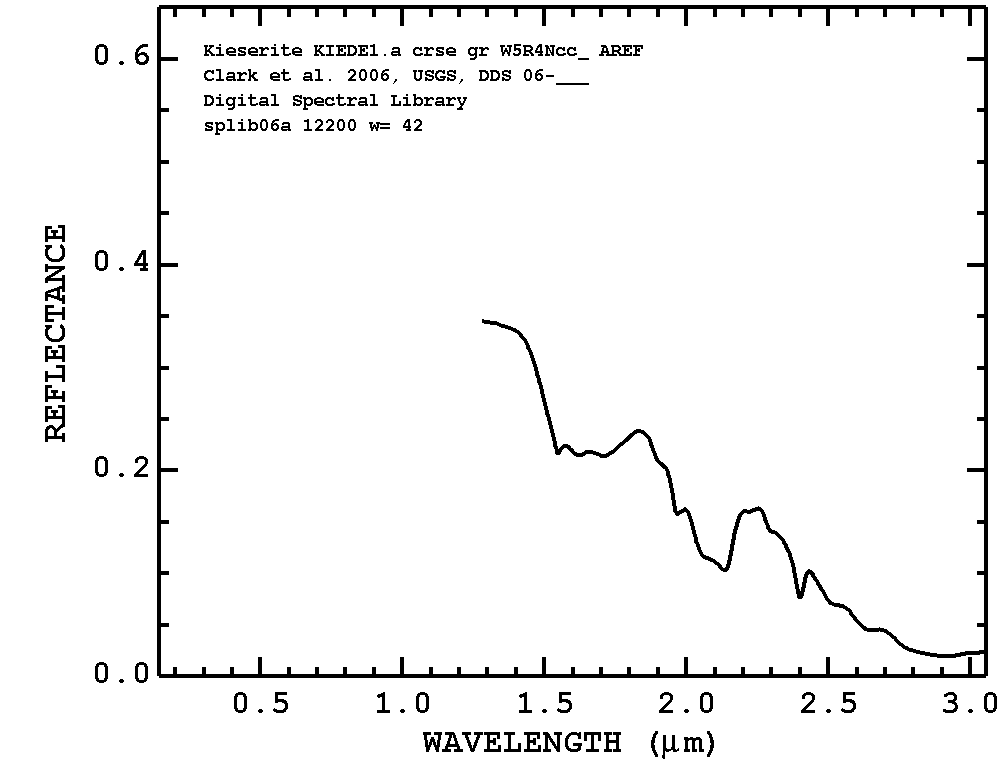 Kieserite KIEDE1.a crse gr W5R4Ncc_ AREF
Clark et al. 2006, USGS, DDS 06-___
Digital Spectral Library
splib06a 12200 w= 42
REFLECTANCE
0.6
0.4
0.2
0.0
0.5 1.0 1.5 2.0 2.5 3.0
WAVELENGTH (μm)